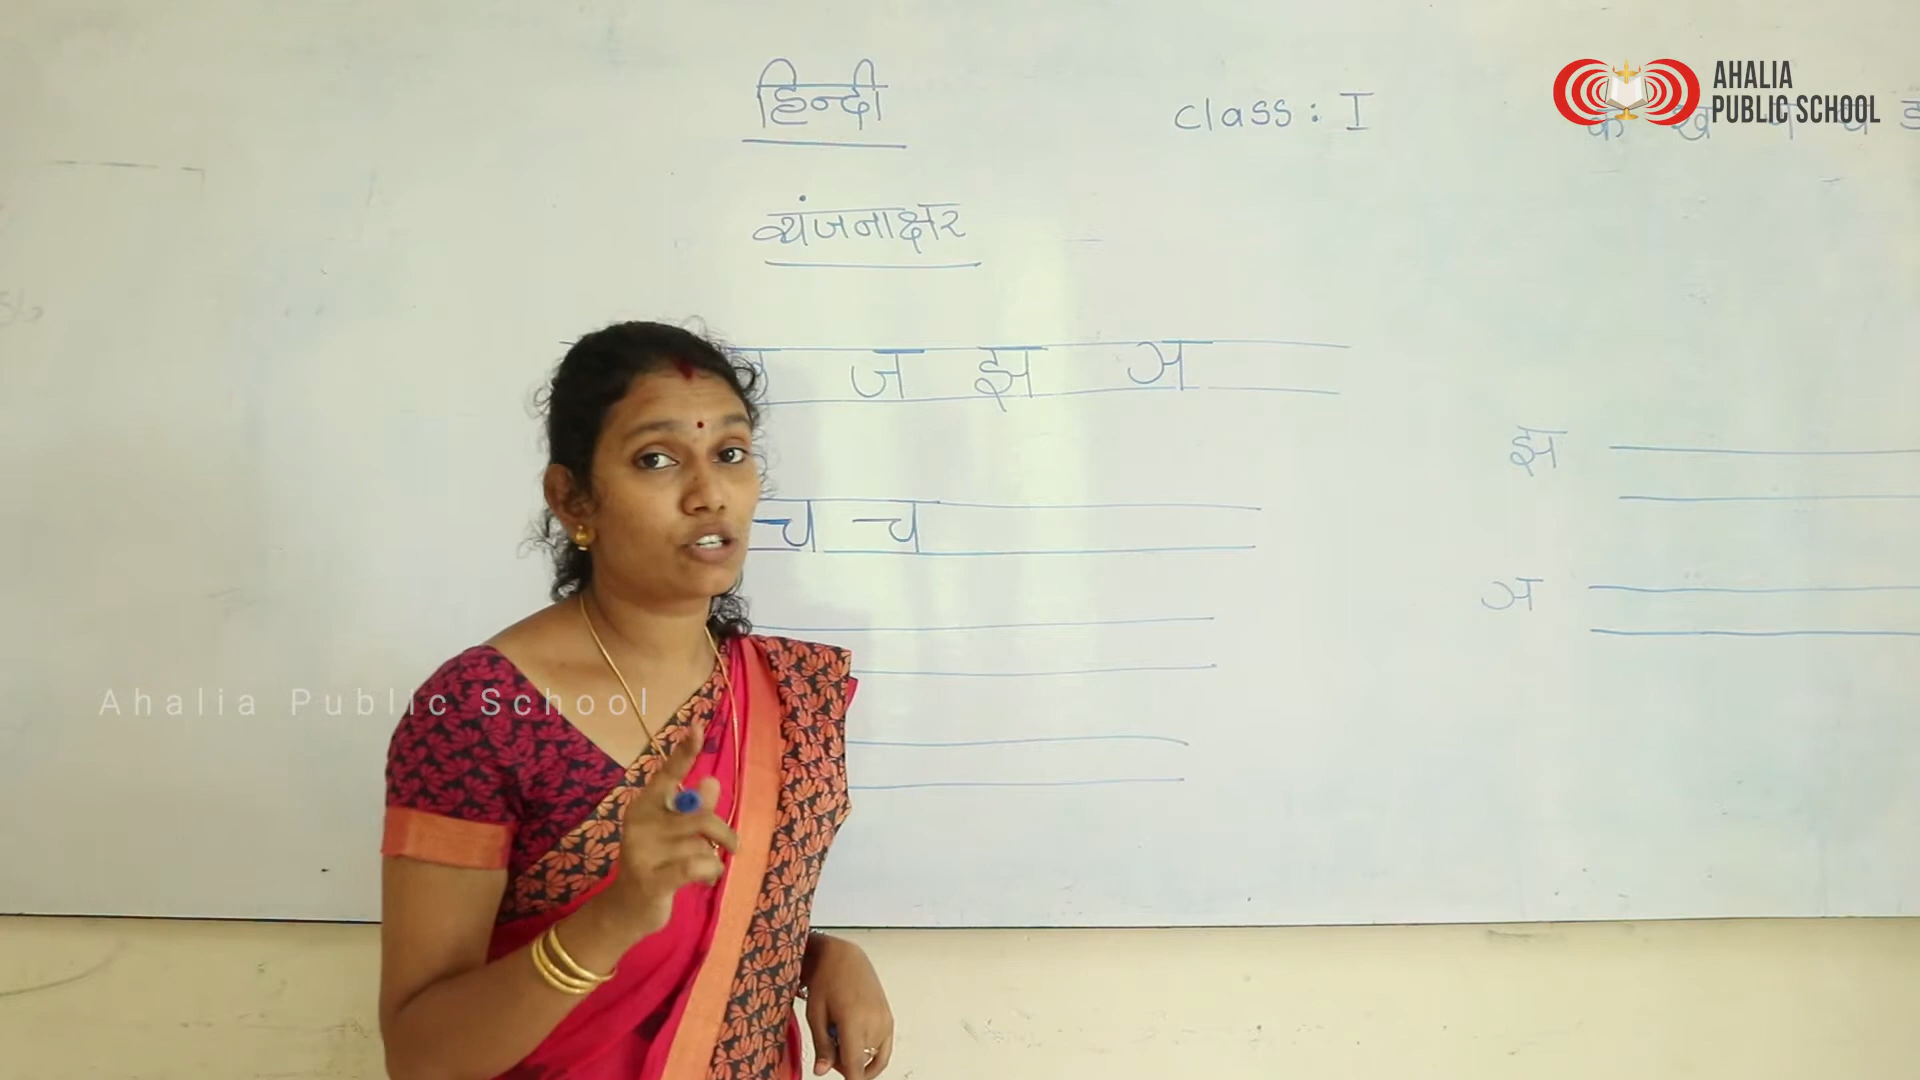 हिन्दी
class : I
AHALIA
PUBLIC SCHOOL
क ख ग घ ङ
व्यंजनाक्षर
ज झ ञ
झ
च च
ञ
Ahalia Public School